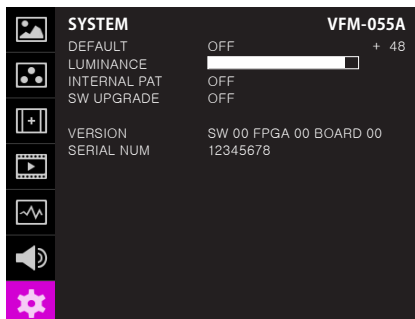 SYSTEM VFM-055A
DEFAULT OFF + 48
LUMINANCE
INTERNAL PAT OFF
SW UPGRADE OFF
VERSION SW 00 FPGA 00 BOARD 00
SERIAL NUM 12345678